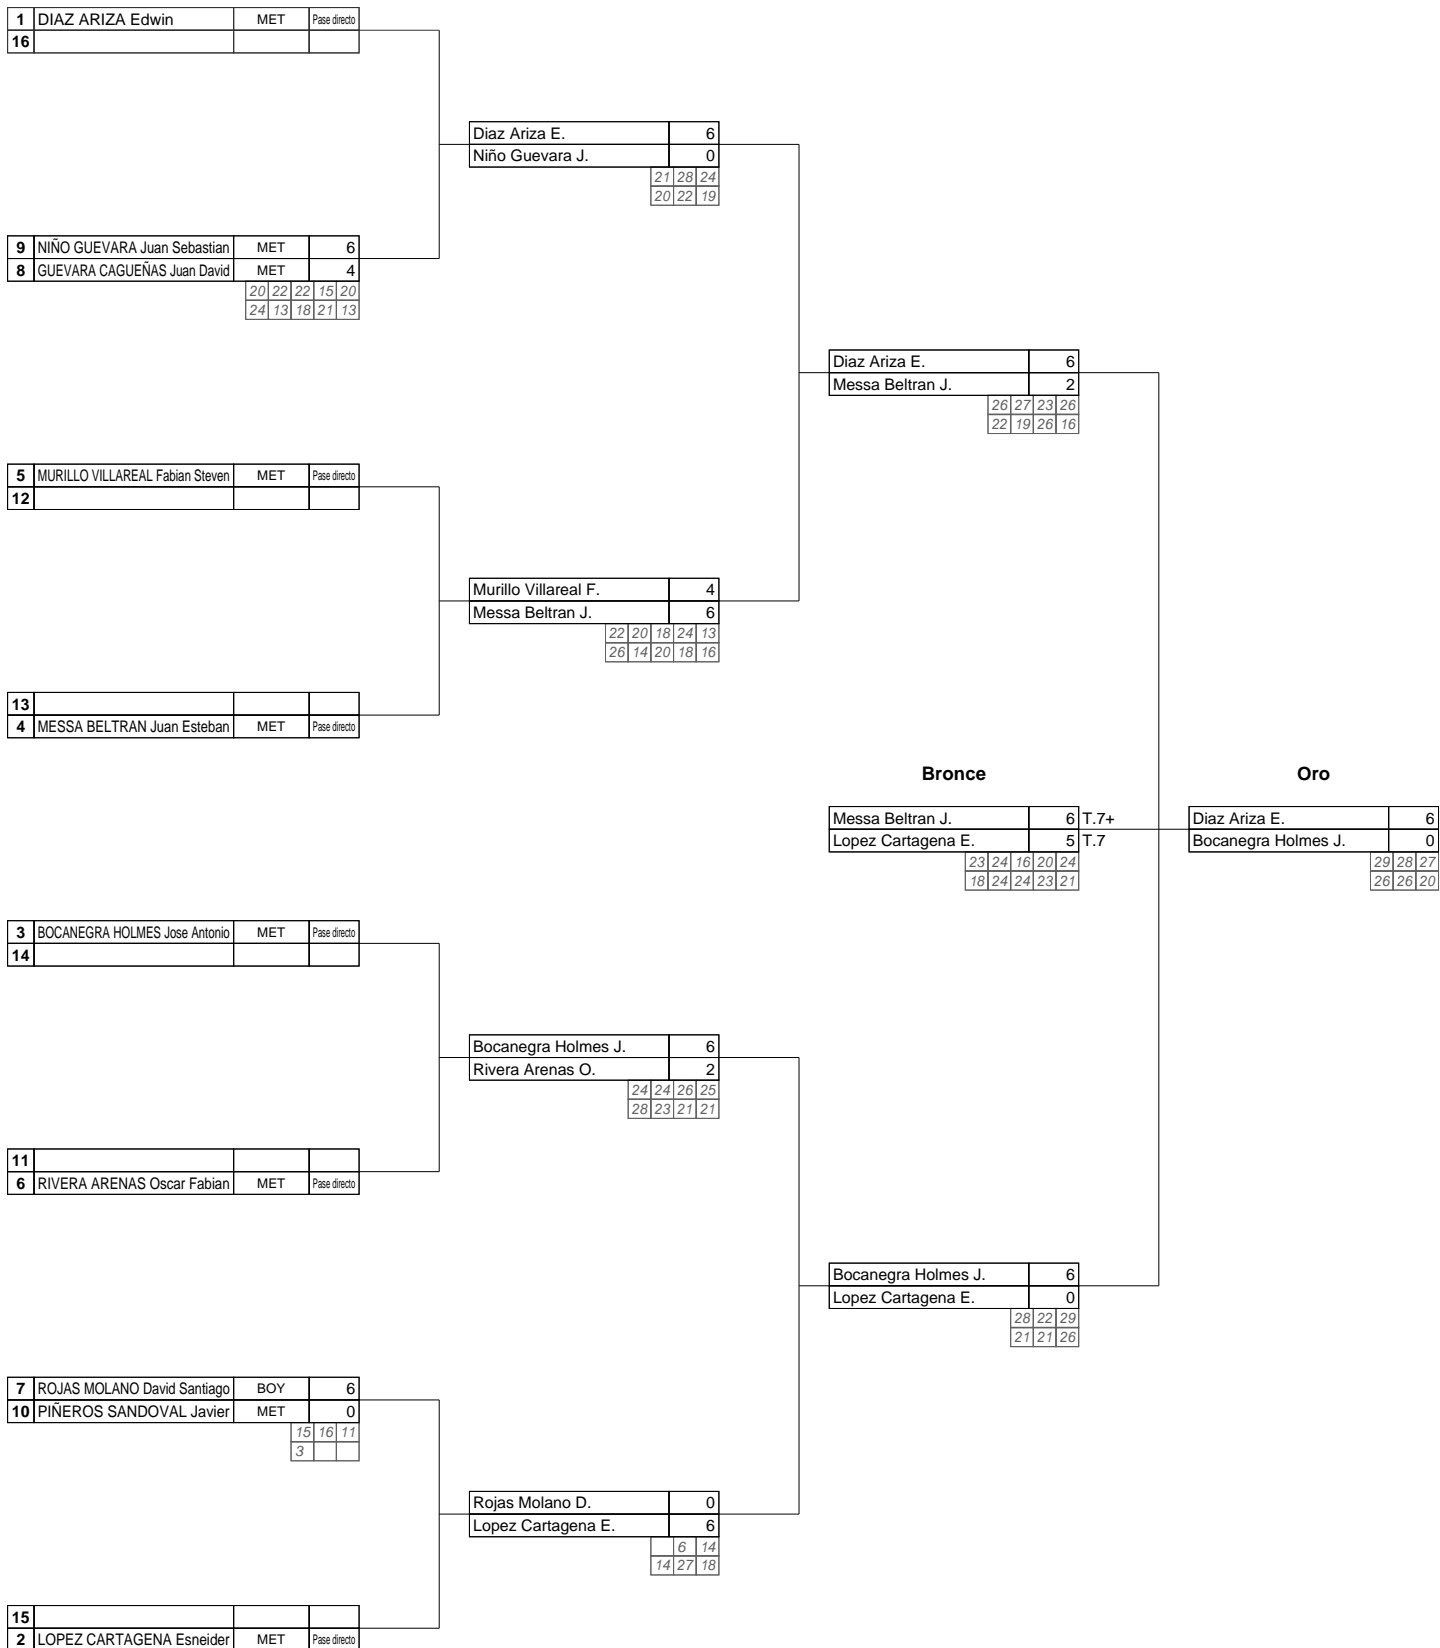 1 DIAZ ARIZA Edwin MET Pase directo
16
Diaz Ariza E. 6
Niño Guevara J. 0
21 28 24
20 22 19
9 NIÑO GUEVARA Juan Sebastian MET 6
8 GUEVARA CAGUEÑAS Juan David MET 4
20 22 22 15 20
24 13 18 21 13
Diaz Ariza E. 6
Messa Beltran J. 2
26 27 23 26
22 19 26 16
5 MURILLO VILLAREAL Fabian Steven MET Pase directo
12
Murillo Villareal F. 4
Messa Beltran J. 6
22 20 18 24 13
26 14 20 18 16
13
4 MESSA BELTRAN Juan Esteban MET Pase directo
Bronce Oro
Messa Beltran J. 6 T.7+ Diaz Ariza E. 6
Lopez Cartagena E. 5 T.7 Bocanegra Holmes J. 0
23 24 16 20 24 29 28 27
18 24 24 23 21 26 26 20
3 BOCANEGRA HOLMES Jose Antonio MET Pase directo
14
Bocanegra Holmes J. 6
Rivera Arenas O. 2
24 24 26 25
28 23 21 21
11
6 RIVERA ARENAS Oscar Fabian MET Pase directo
Bocanegra Holmes J. 6
Lopez Cartagena E. 0
28 22 29
21 21 26
7 ROJAS MOLANO David Santiago BOY 6
10 PIÑEROS SANDOVAL Javier MET 0
15 16 11
3
Rojas Molano D. 0
Lopez Cartagena E. 6
6 14
14 27 18
15
2 LOPEZ CARTAGENA Esneider MET Pase directo